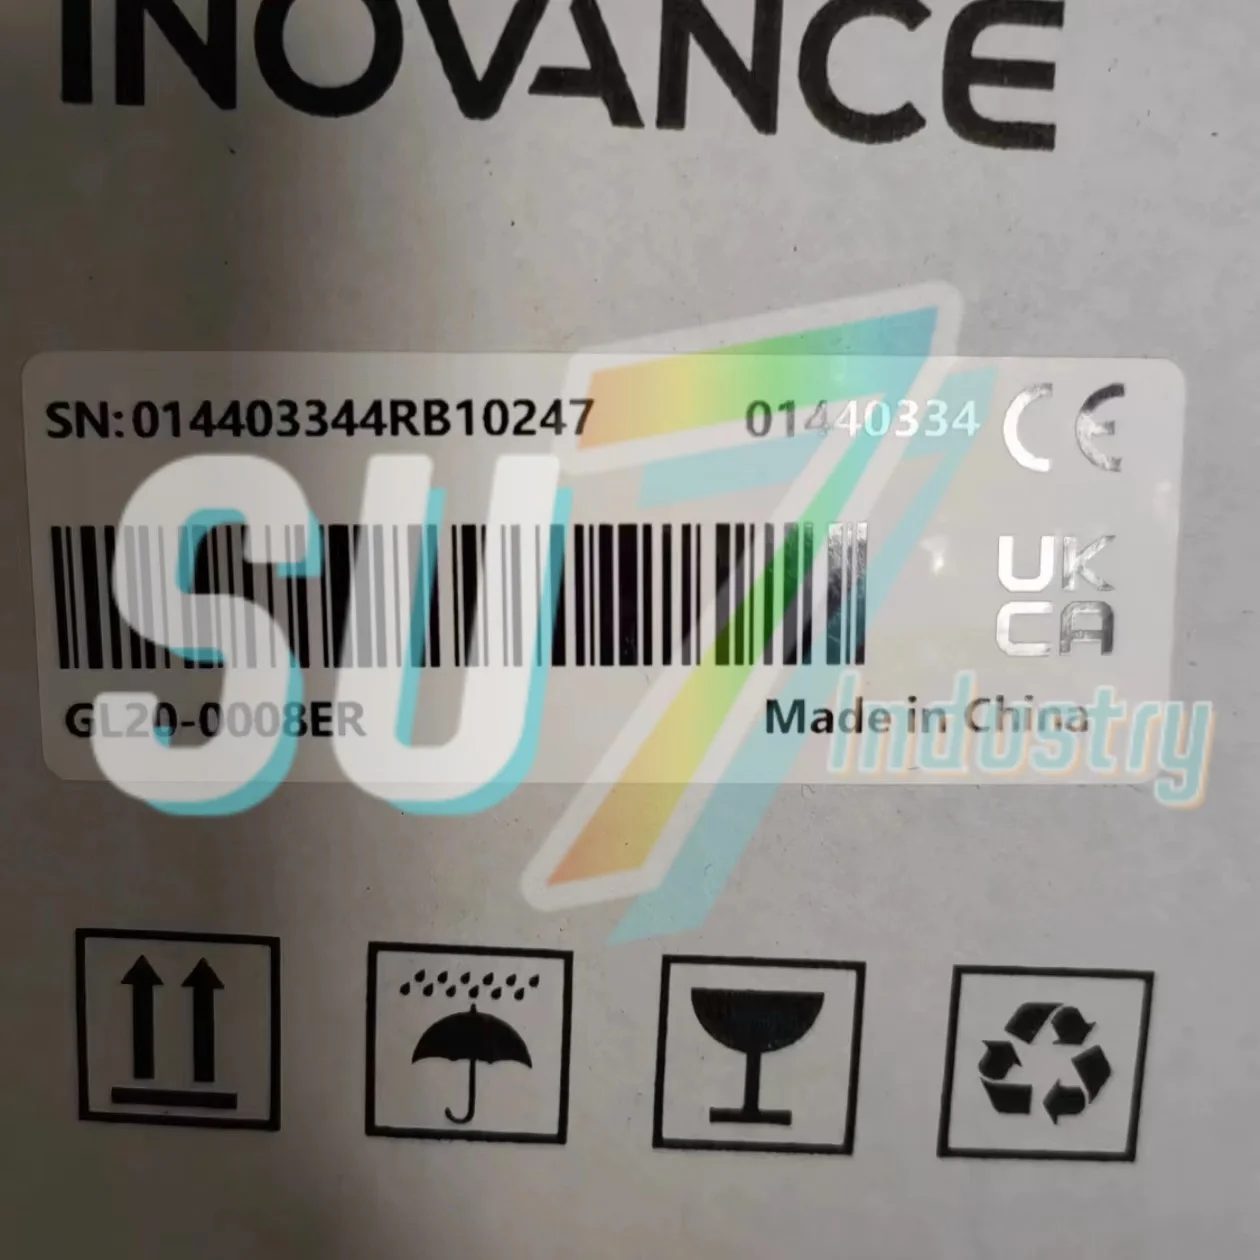 INOVANCE
SN:014403344RB10247 01440334 CE
UK
CA
GL20-0008ER Made in China
SU7
Industry